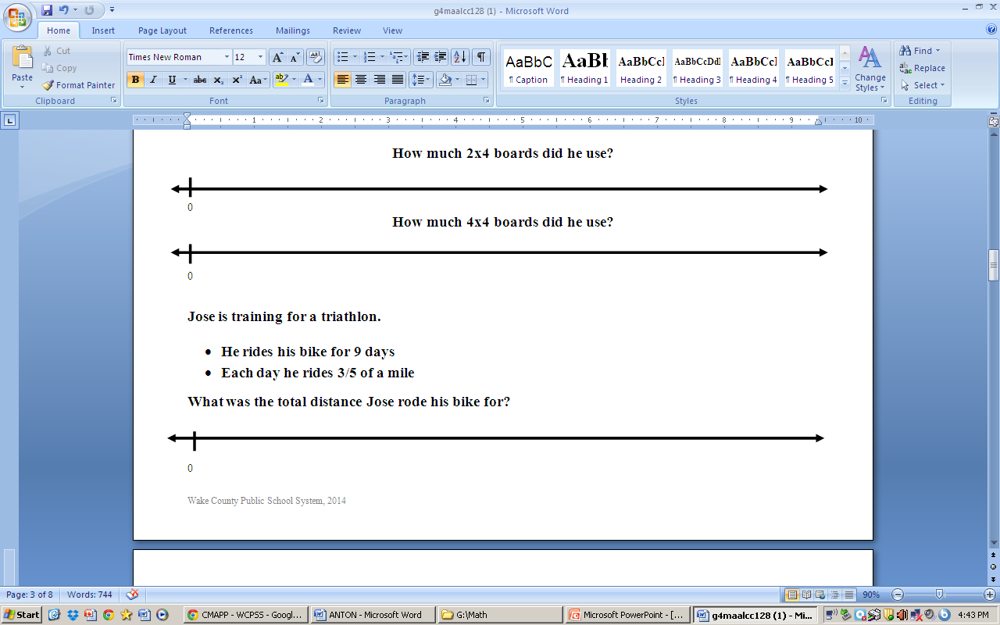 g4maalcc128 (1) - Microsoft Word
Home Insert Page Layout References Mailings Review View
Paste
Cut
Copy
Format Painter
Clipboard
Times New Roman 12
B I U abc x₂ x² Aa
Font
Paragraph
AaBbC AaBb AaBbCcl AaBbCcDdl AaBbCcl AaBbCcl
¶ Caption ¶ Heading 1 Heading 2 ¶ Heading 3 ¶ Heading 4 ¶ Heading 5
Change Styles
Styles
Find
Replace
Select
Editing
1 2 3 4 5 6 7 8 9 10
How much 2x4 boards did he use?
0
How much 4x4 boards did he use?
0
Jose is training for a triathlon.
• He rides his bike for 9 days
• Each day he rides 3/5 of a mile
What was the total distance Jose rode his bike for?
0
Wake County Public School System, 2014
Page: 3 of 8 Words: 744 90%
Start CMAPP - WCPSS - Googl... ANTON - Microsoft Word G:\Math Microsoft PowerPoint - [... g4maalcc128 (1) - Mi... 4:43 PM